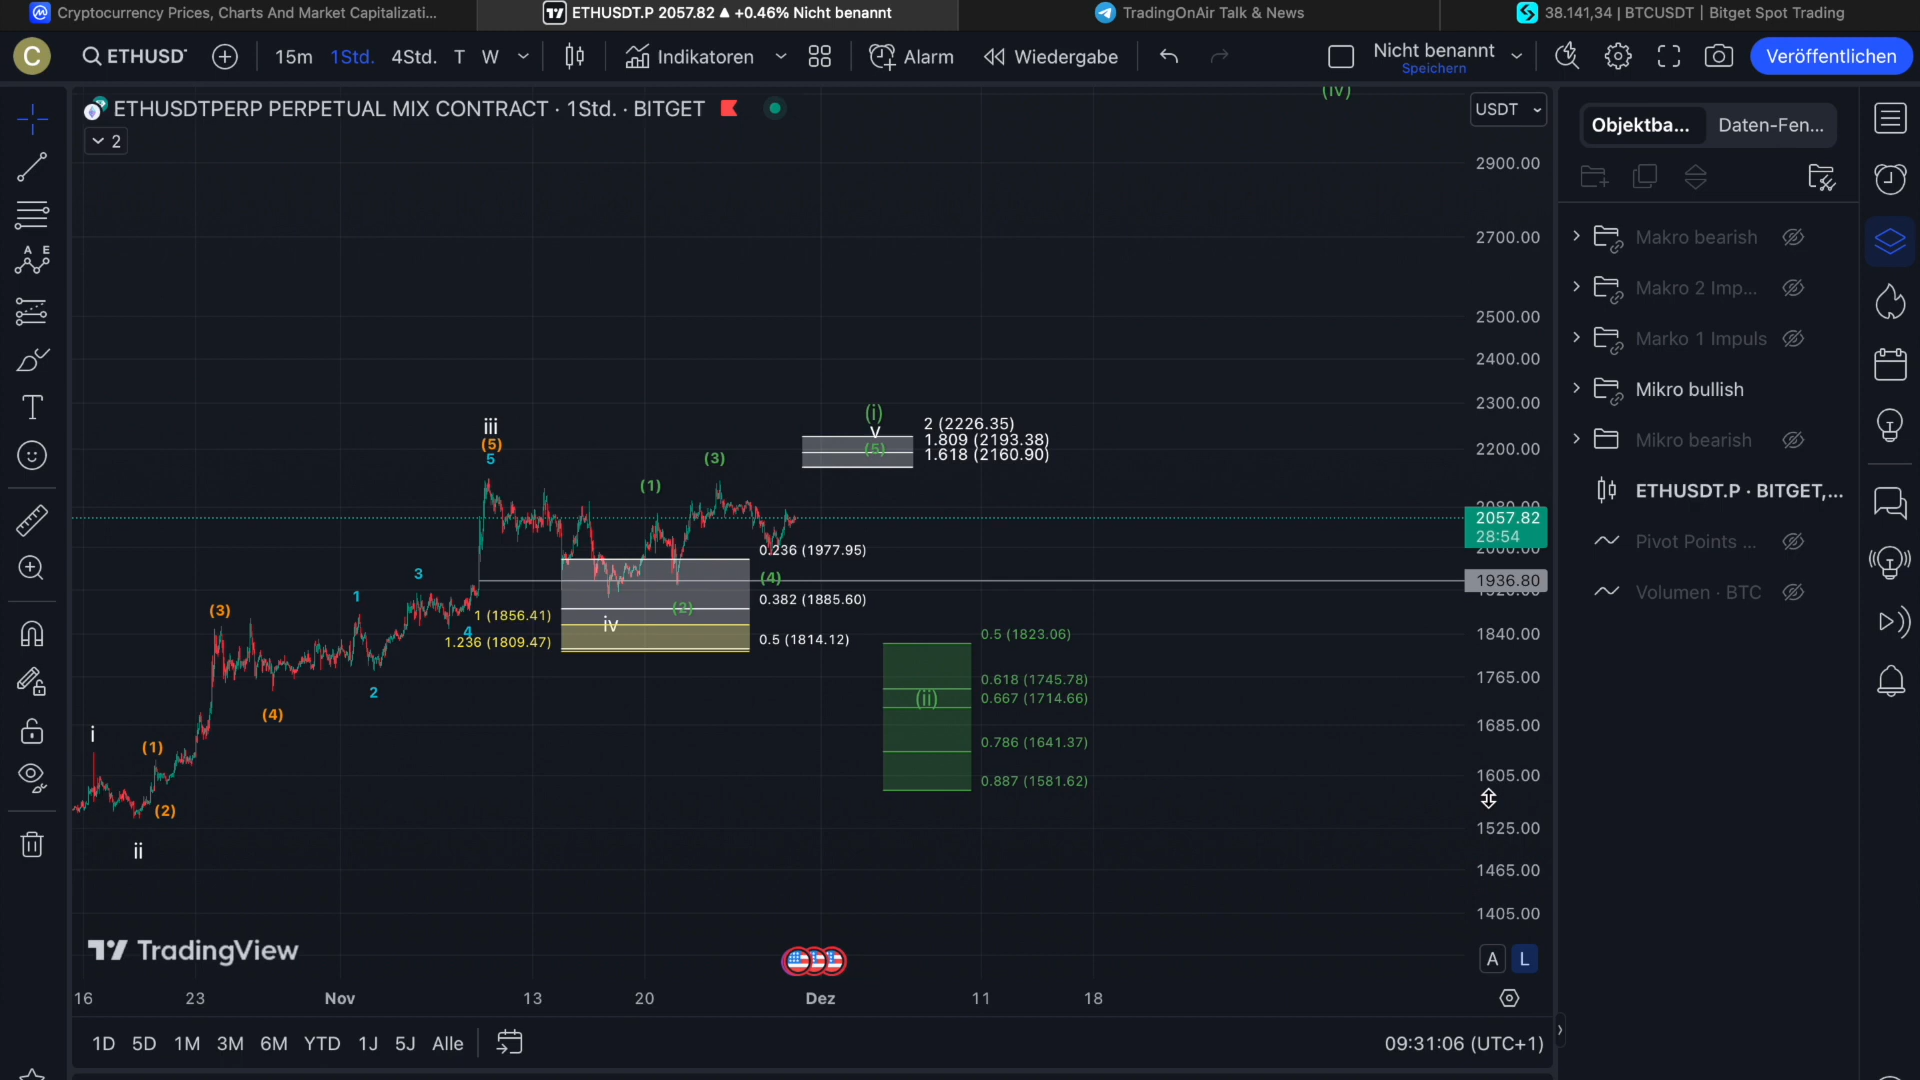 Cryptocurrency Prices, Charts And Market Capitalizati...
ETHUSDT.P 2057.82 ▲ +0.46% Nicht benannt
TradingOnAir Talk & News
38.141,34 | BTCUSDT | Bitget Spot Trading
C
ETHUSDT
15m
1Std.
4Std.
T
W
Indikatoren
Alarm
Wiedergabe
Nicht benannt
Speichern
Veröffentlichen
ETHUSDTPERP PERPETUAL MIX CONTRACT · 1Std. · BITGET
2
(iv)
USDT
2900.00
2700.00
2500.00
2400.00
2300.00
2200.00
2080.00
2057.82
28:54
2000.00
1936.80
1920.00
1840.00
1765.00
1685.00
1605.00
1525.00
1465.00
1405.00
iii
(5)
5
(i)
v
(5)
2 (2226.35)
1.809 (2193.38)
1.618 (2160.90)
(3)
(1)
0.236 (1977.95)
(4)
0.382 (1885.60)
(2)
3
1
(3)
1 (1856.41)
iv
4
1.236 (1809.47)
0.5 (1814.12)
0.5 (1823.06)
0.618 (1745.78)
(ii)
0.667 (1714.66)
0.786 (1641.37)
0.887 (1581.62)
2
(4)
i
(1)
(2)
ii
TradingView
A
L
16
23
Nov
13
20
Dez
11
18
1D
5D
1M
3M
6M
YTD
1J
5J
Alle
09:31:06 (UTC+1)
Objektba...
Daten-Fen...
Makro bearish
Makro 2 Imp...
Marko 1 Impuls
Mikro bullish
Mikro bearish
ETHUSDT.P · BITGET,...
Pivot Points ...
Volumen · BTC